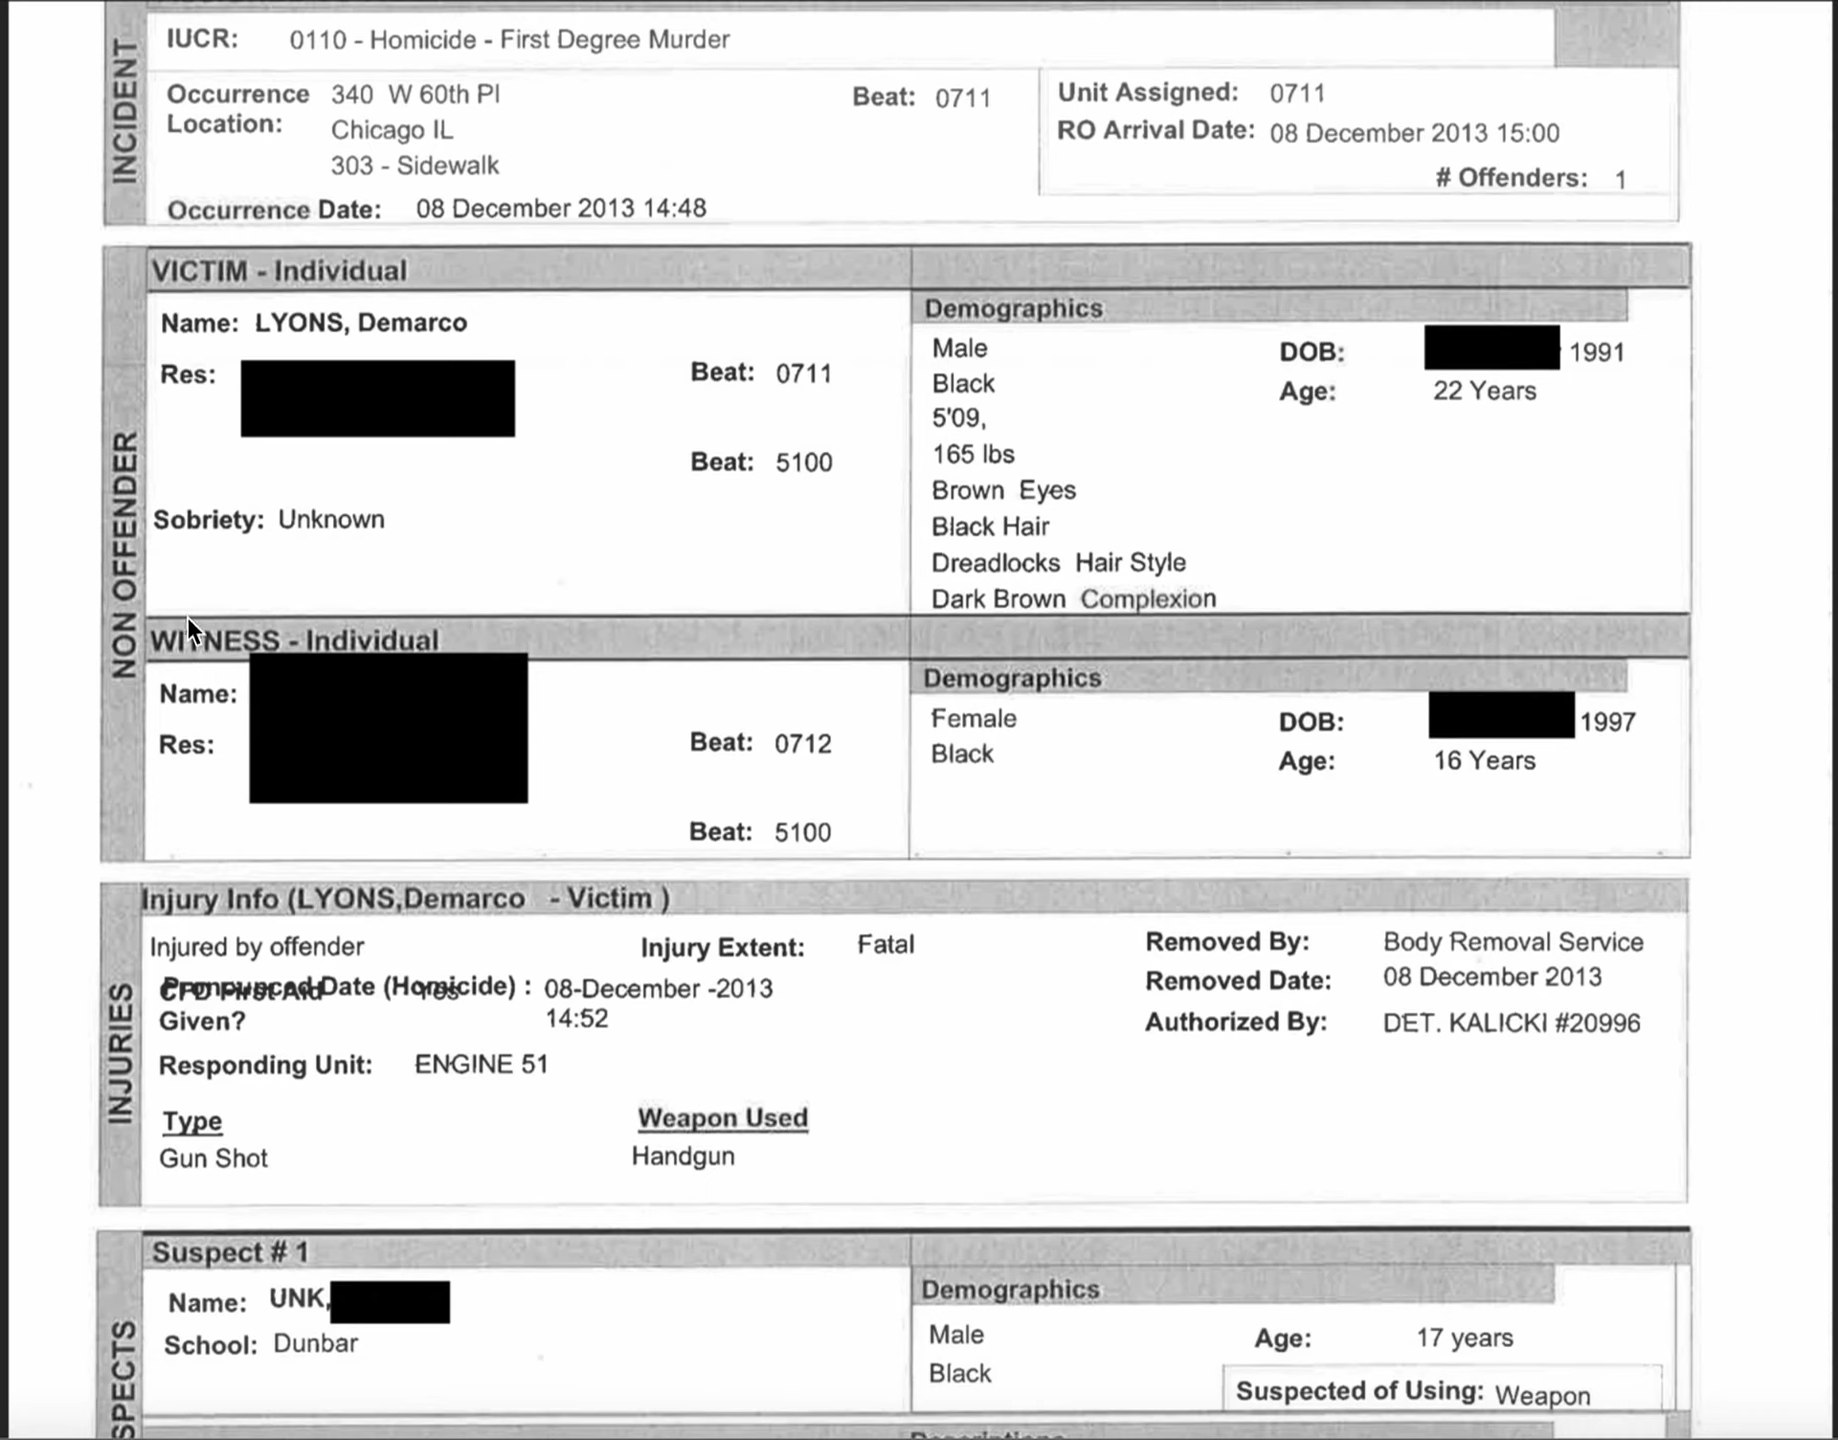 INCIDENT
IUCR: 0110 - Homicide - First Degree Murder
Occurrence Location: 340 W 60th Pl
Chicago IL
303 - Sidewalk
Beat: 0711
Occurrence Date: 08 December 2013 14:48
Unit Assigned: 0711
RO Arrival Date: 08 December 2013 15:00
# Offenders: 1
NON OFFENDER
VICTIM - Individual
Name: LYONS, Demarco
Res:
Beat: 0711
Beat: 5100
Sobriety: Unknown
Demographics
Male
Black
5'09,
165 lbs
Brown Eyes
Black Hair
Dreadlocks Hair Style
Dark Brown Complexion
DOB: 1991
Age: 22 Years
WITNESS - Individual
Name:
Res:
Beat: 0712
Beat: 5100
Demographics
Female
Black
DOB: 1997
Age: 16 Years
INJURIES
Injury Info (LYONS,Demarco - Victim )
Injured by offender
Injury Extent: Fatal
Pronounced Date (Homicide) : 08-December -2013
14:52
CFD First Aid Given? Yes
Responding Unit: ENGINE 51
Type
Gun Shot
Weapon Used
Handgun
Removed By: Body Removal Service
Removed Date: 08 December 2013
Authorized By: DET. KALICKI #20996
SPECTS
Suspect # 1
Name: UNK,
School: Dunbar
Demographics
Male
Black
Age: 17 years
Suspected of Using: Weapon